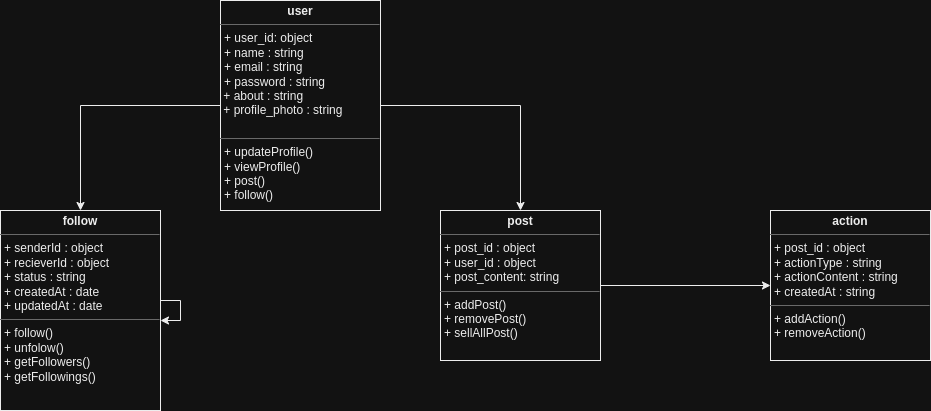 user
+ user_id: object
+ name : string
+ email : string
+ password : string
+ about : string
+ profile_photo : string
+ updateProfile()
+ viewProfile()
+ post()
+ follow()
follow
+ senderId : object
+ recieverId : object
+ status : string
+ createdAt : date
+ updatedAt : date
+ follow()
+ unfolow()
+ getFollowers()
+ getFollowings()
post
+ post_id : object
+ user_id : object
+ post_content: string
+ addPost()
+ removePost()
+ sellAllPost()
action
+ post_id : object
+ actionType : string
+ actionContent : string
+ createdAt : string
+ addAction()
+ removeAction()